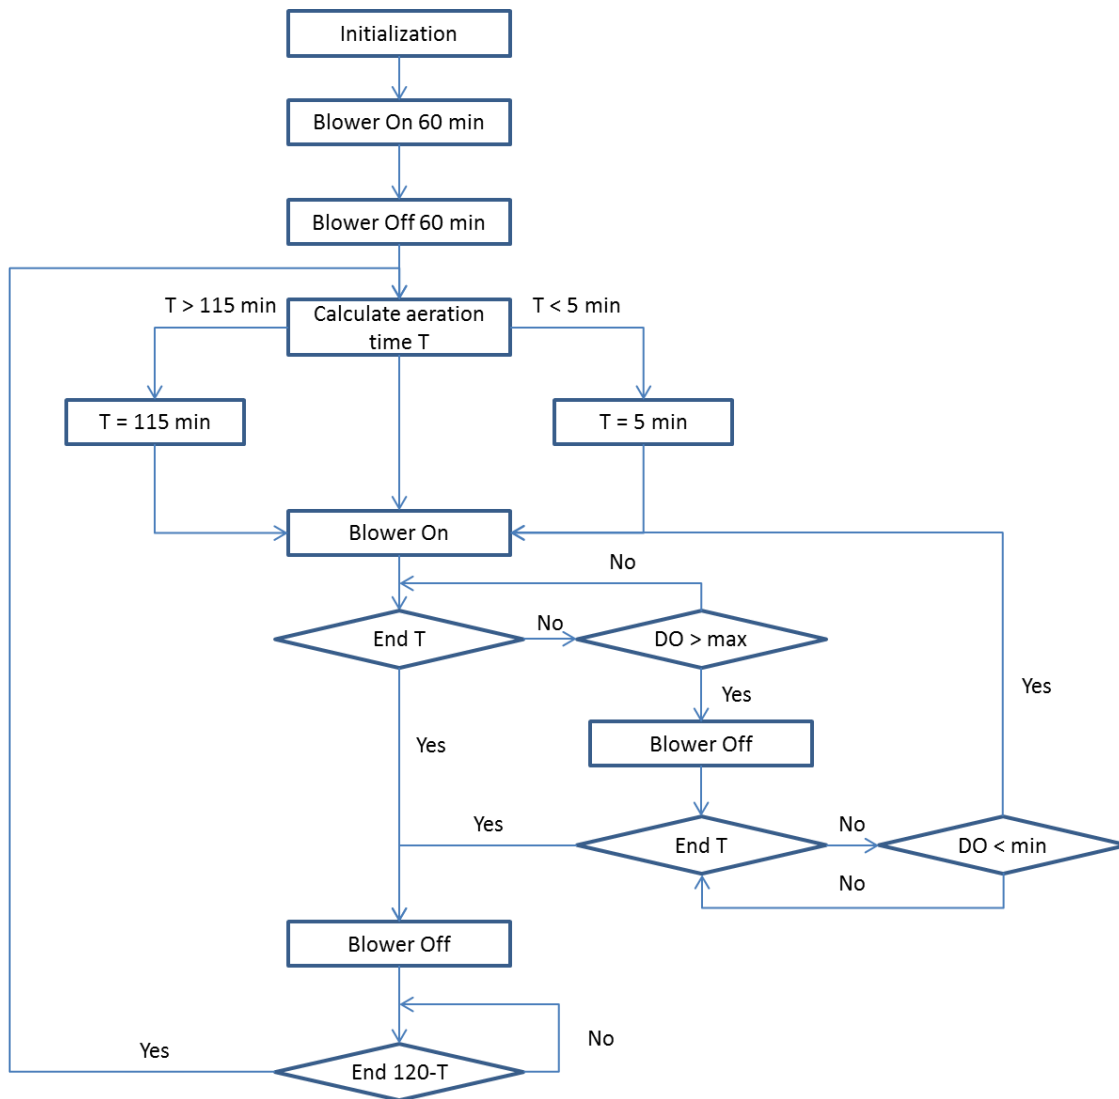 Initialization
Blower On 60 min
Blower Off 60 min
T > 115 min
Calculate aeration
time T
T < 5 min
T = 115 min
T = 5 min
Blower On
No
End T
No
DO > max
Yes
Yes
Yes
Blower Off
Yes
End T
No
DO < min
No
Blower Off
No
Yes
End 120-T